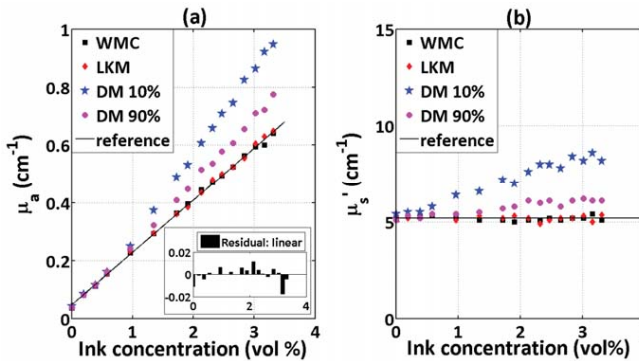 (a)
WMC
LKM
DM 10%
DM 90%
reference
μa (cm-1)
1
0.8
0.6
0.4
0.2
0
Residual: linear
0.02
0
-0.02
0 2 4
0 1 2 3 4
Ink concentration (vol %)
(b)
WMC
LKM
DM 10%
DM 90%
reference
μs' (cm-1)
15
10
5
0
0 1 2 3 4
Ink concentration (vol%)